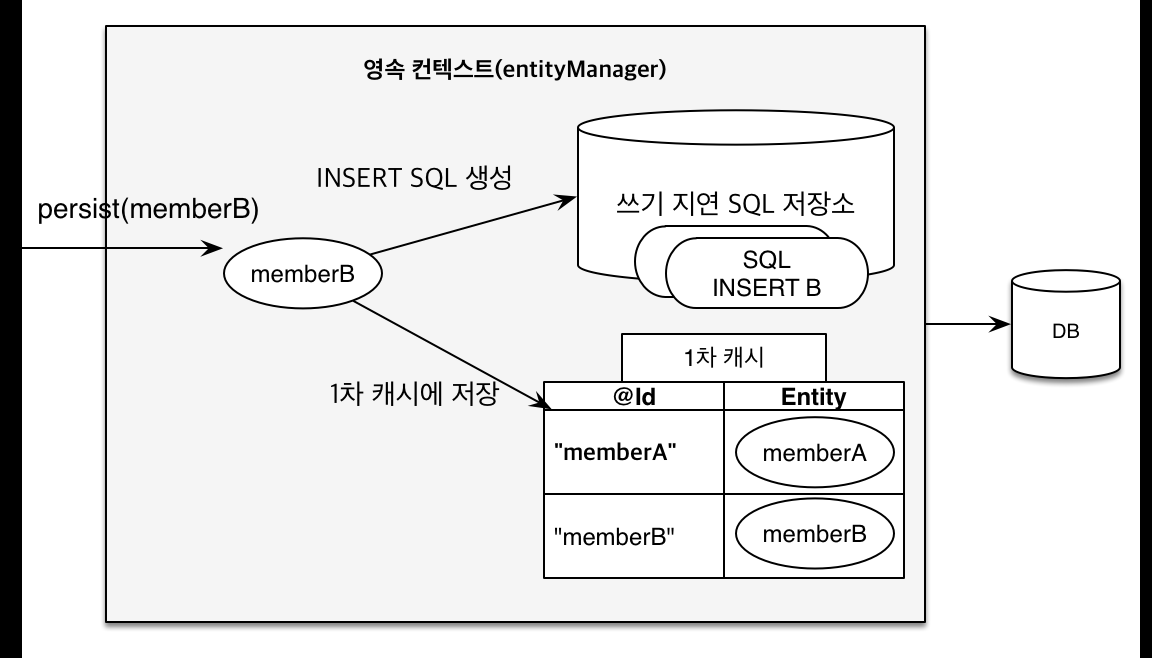 영속 컨텍스트(entityManager)
INSERT SQL 생성
persist(memberB)
memberB
쓰기 지연 SQL 저장소
SQL
INSERT B
DB
1차 캐시
1차 캐시에 저장
@Id Entity
"memberA" memberA
"memberB" memberB